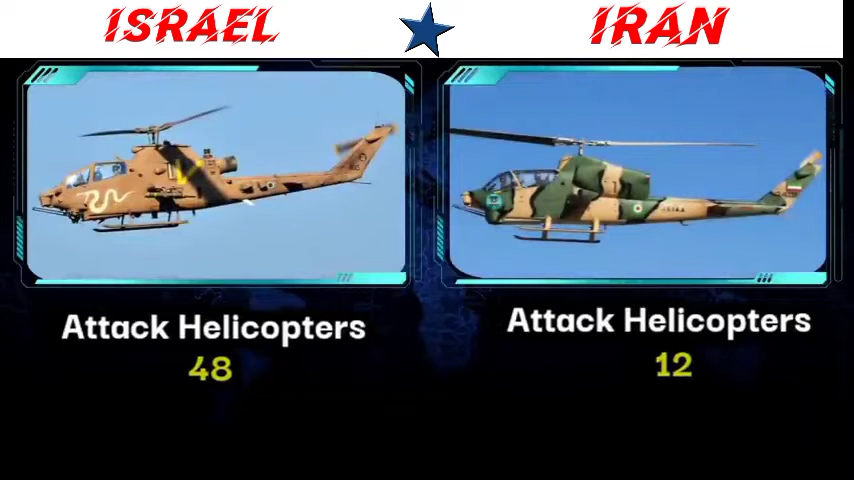 ISRAEL
IRAN
Attack Helicopters
48
Attack Helicopters
12